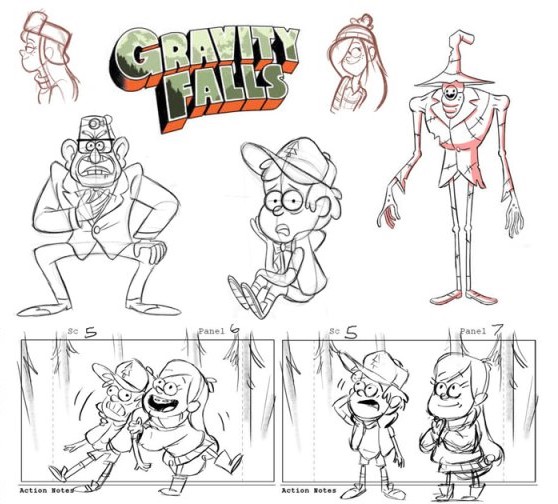 GRAVITY
FALLS
Sc 5 Panel 6
Sc 5 Panel 7
Action Notes
Action Notes